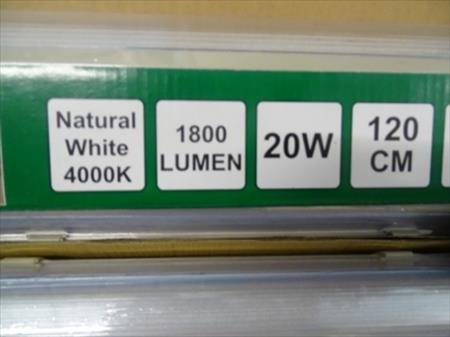 Natural
White
4000K
1800
LUMEN
20W
120
CM